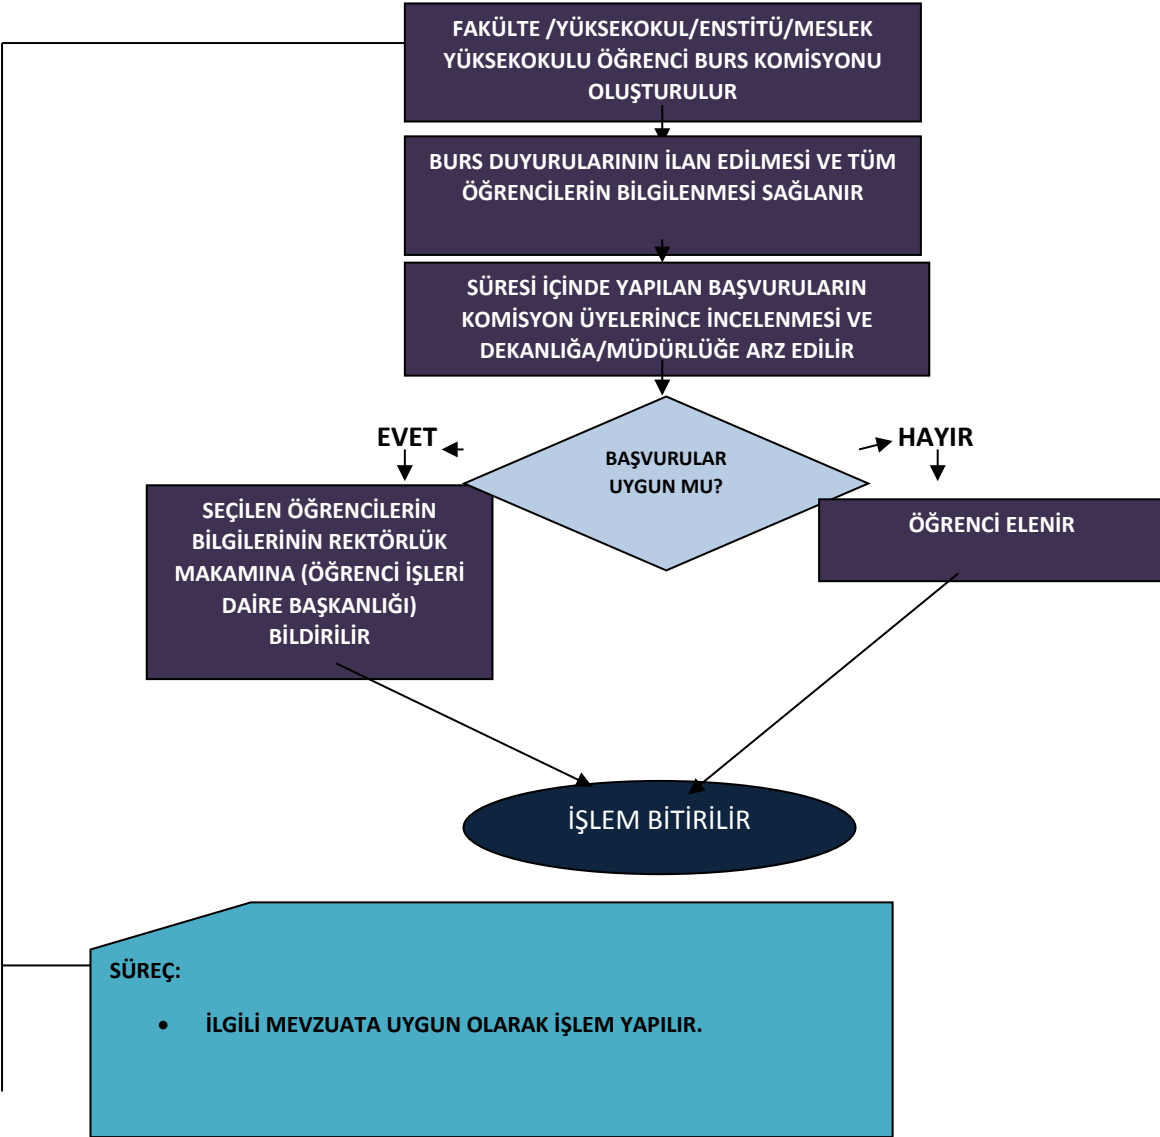 FAKÜLTE /YÜKSEKOKUL/ENSTİTÜ/MESLEK
YÜKSEKOKULU ÖĞRENCİ BURS KOMİSYONU
OLUŞTURULUR
BURS DUYURULARININ İLAN EDİLMESİ VE TÜM
ÖĞRENCİLERİN BİLGİLENMESİ SAĞLANIR
SÜRESİ İÇİNDE YAPILAN BAŞVURULARIN
KOMİSYON ÜYELERİNCE İNCELENMESİ VE
DEKANLIĞA/MÜDÜRLÜĞE ARZ EDİLİR
EVET
HAYIR
BAŞVURULAR
UYGUN MU?
SEÇİLEN ÖĞRENCİLERİN
BİLGİLERİNİN REKTÖRLÜK
MAKAMINA (ÖĞRENCİ İŞLERİ
DAİRE BAŞKANLIĞI)
BİLDİRİLİR
ÖĞRENCİ ELENİR
İŞLEM BİTİRİLİR
SÜREÇ:
• İLGİLİ MEVZUATA UYGUN OLARAK İŞLEM YAPILIR.